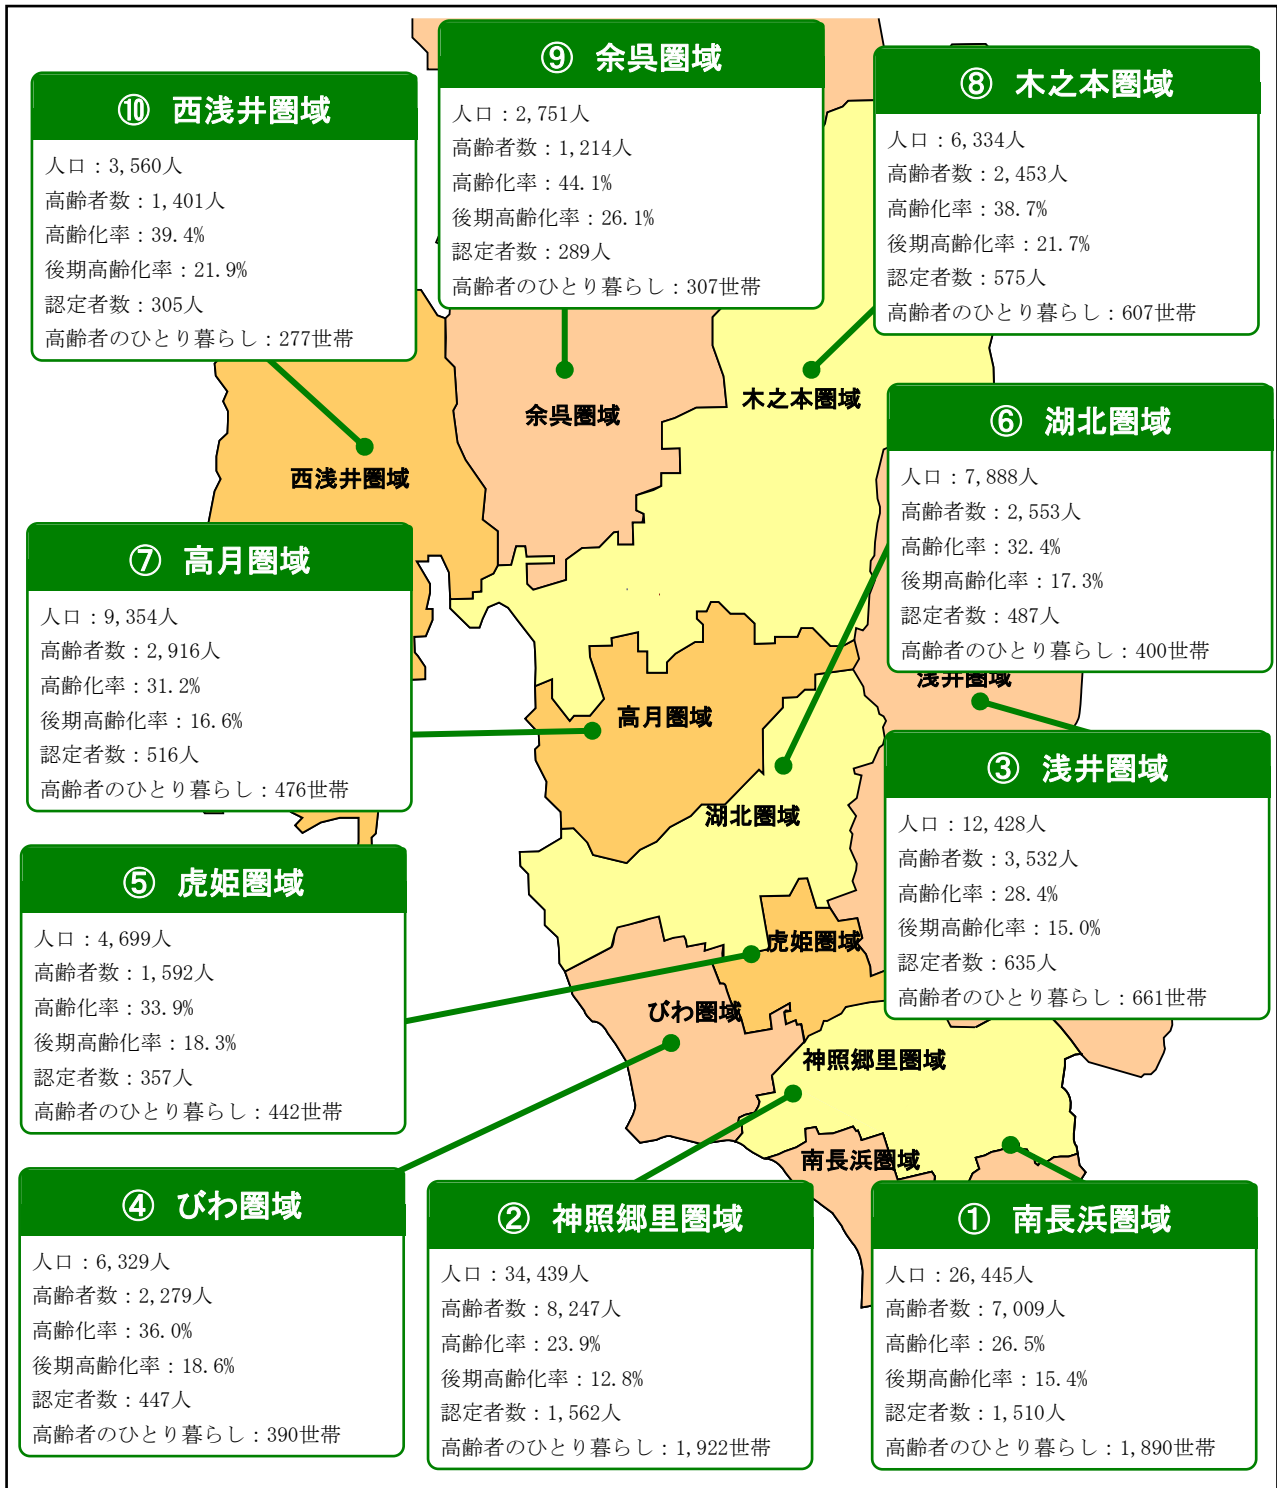 ⑨ 余呉圏域
人口：2,751人
高齢者数：1,214人
高齢化率：44.1%
後期高齢化率：26.1%
認定者数：289人
高齢者のひとり暮らし：307世帯
⑧ 木之本圏域
人口：6,334人
高齢者数：2,453人
高齢化率：38.7%
後期高齢化率：21.7%
認定者数：575人
高齢者のひとり暮らし：607世帯
⑩ 西浅井圏域
人口：3,560人
高齢者数：1,401人
高齢化率：39.4%
後期高齢化率：21.9%
認定者数：305人
高齢者のひとり暮らし：277世帯
木之本圏域
余呉圏域
西浅井圏域
⑥ 湖北圏域
人口：7,888人
高齢者数：2,553人
高齢化率：32.4%
後期高齢化率：17.3%
認定者数：487人
高齢者のひとり暮らし：400世帯
⑦ 高月圏域
人口：9,354人
高齢者数：2,916人
高齢化率：31.2%
後期高齢化率：16.6%
認定者数：516人
高齢者のひとり暮らし：476世帯
浅井圏域
高月圏域
湖北圏域
③ 浅井圏域
人口：12,428人
高齢者数：3,532人
高齢化率：28.4%
後期高齢化率：15.0%
認定者数：635人
高齢者のひとり暮らし：661世帯
⑤ 虎姫圏域
人口：4,699人
高齢者数：1,592人
高齢化率：33.9%
後期高齢化率：18.3%
認定者数：357人
高齢者のひとり暮らし：442世帯
虎姫圏域
びわ圏域
神照郷里圏域
南長浜圏域
④ びわ圏域
人口：6,329人
高齢者数：2,279人
高齢化率：36.0%
後期高齢化率：18.6%
認定者数：447人
高齢者のひとり暮らし：390世帯
② 神照郷里圏域
人口：34,439人
高齢者数：8,247人
高齢化率：23.9%
後期高齢化率：12.8%
認定者数：1,562人
高齢者のひとり暮らし：1,922世帯
① 南長浜圏域
人口：26,445人
高齢者数：7,009人
高齢化率：26.5%
後期高齢化率：15.4%
認定者数：1,510人
高齢者のひとり暮らし：1,890世帯